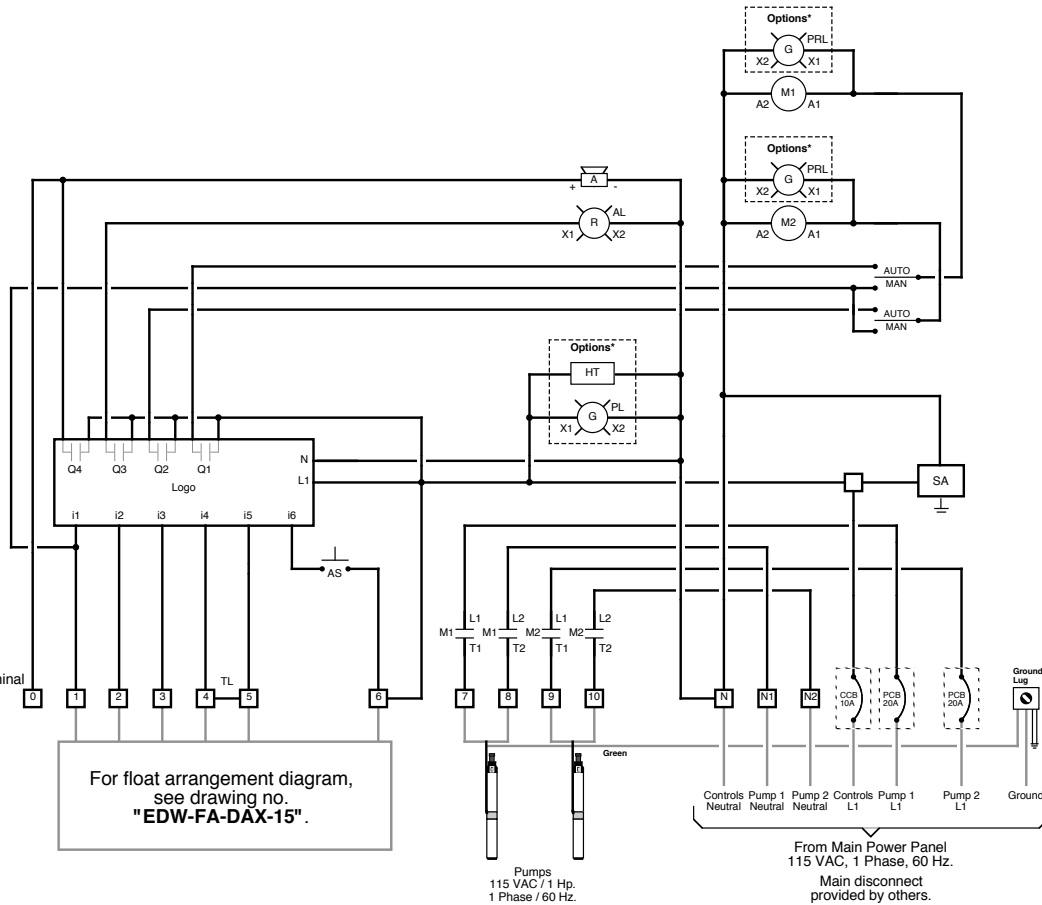 Options*
G
PRL
X2
X1
M1
A2
A1
Options*
G
PRL
X2
X1
M2
A2
A1
A
+
-
R
AL
X1
X2
AUTO
MAN
AUTO
MAN
Options*
HT
G
PL
X1
X2
Q4
Q3
Q2
Q1
N
L1
Logo
i1
i2
i3
i4
i5
i6
AS
SA
L1
L2
L1
L2
M1
M1
M2
M2
T1
T2
T1
T2
TL
0
1
2
3
4
5
6
7
8
9
10
N
N1
N2
CCB
10A
PCB
20A
PCB
20A
Ground
Lug
Green
For float arrangement diagram,
see drawing no.
"EDW-FA-DAX-15".
Controls
Neutral
Pump 1
Neutral
Pump 2
Neutral
Controls
L1
Pump 1
L1
Pump 2
L1
Ground
From Main Power Panel
115 VAC, 1 Phase, 60 Hz.
Main disconnect
provided by others.
Pumps
115 VAC / 1 Hp.
1 Phase / 60 Hz.